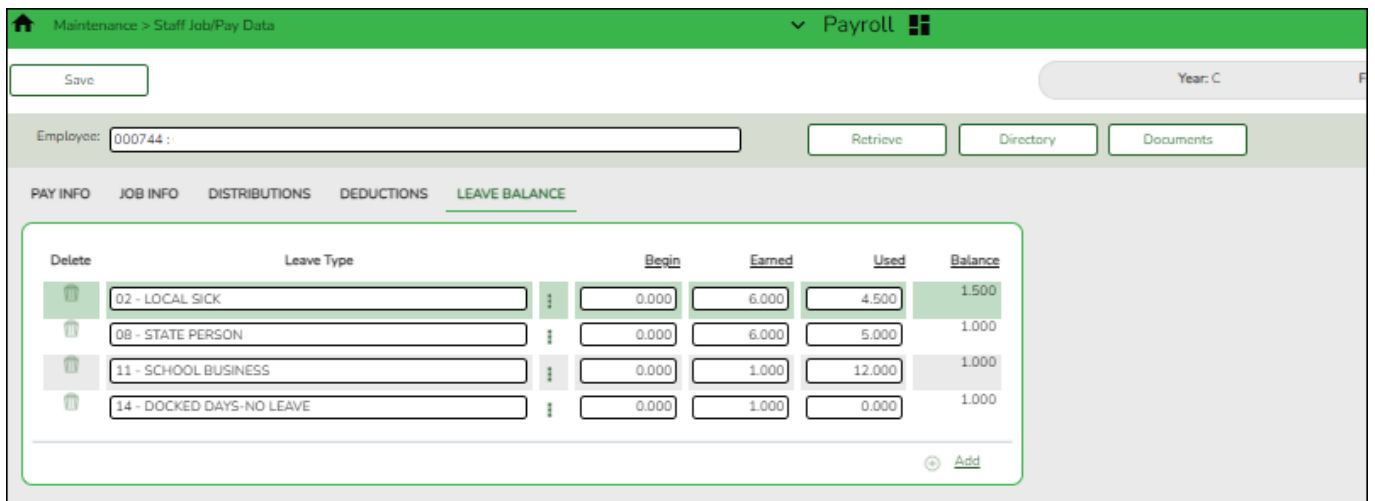 Maintenance > Staff Job/Pay Data
Payroll
Save
Year: C
F
Employee: 000744 :
Retrieve
Directory
Documents
PAY INFO JOB INFO DISTRIBUTIONS DEDUCTIONS LEAVE BALANCE
Delete Leave Type Begin Earned Used Balance
02 - LOCAL SICK 0.000 6.000 4.500 1.500
08 - STATE PERSON 0.000 6.000 5.000 1.000
11 - SCHOOL BUSINESS 0.000 1.000 12.000 1.000
14 - DOCKED DAYS-NO LEAVE 0.000 1.000 0.000 1.000
Add